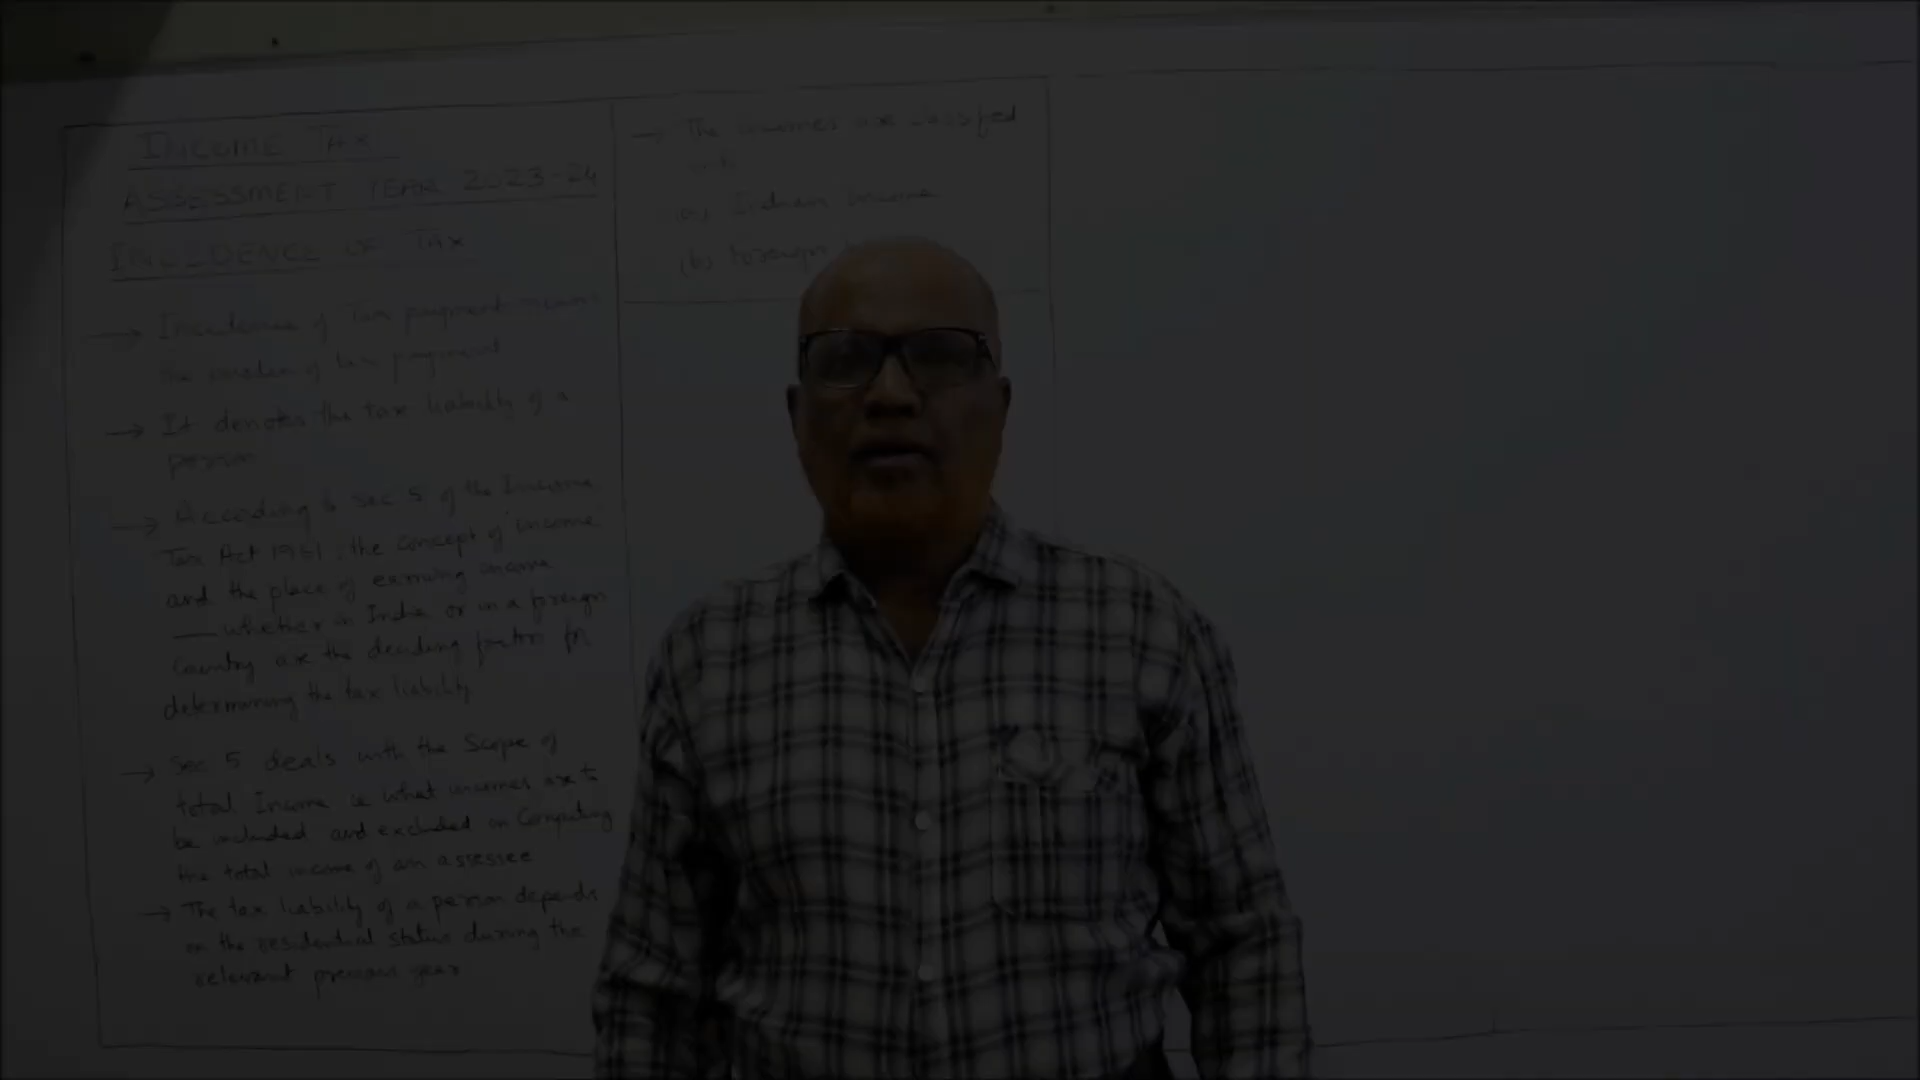 INCOME TAX
ASSESSMENT YEAR 2023-24
INCIDENCE OF TAX
→ Incidence of Tax payment means
the burden of tax payment
→ It denotes the tax liability of a
person
→ According to sec 5 of the Income
Tax Act 1961, the concept of 'income'
and the place of earning income
— whether in India or in a foreign
Country are the deciding factors for
determining the tax liability
→ Sec 5 deals with the Scope of
total Income ie what incomes are to
be included and excluded in Computing
the total income of an assessee
→ The tax liability of a person depends
on the residential status during the
relevant previous year
→ The incomes are classified
into
(a) Indian income
(b) foreign